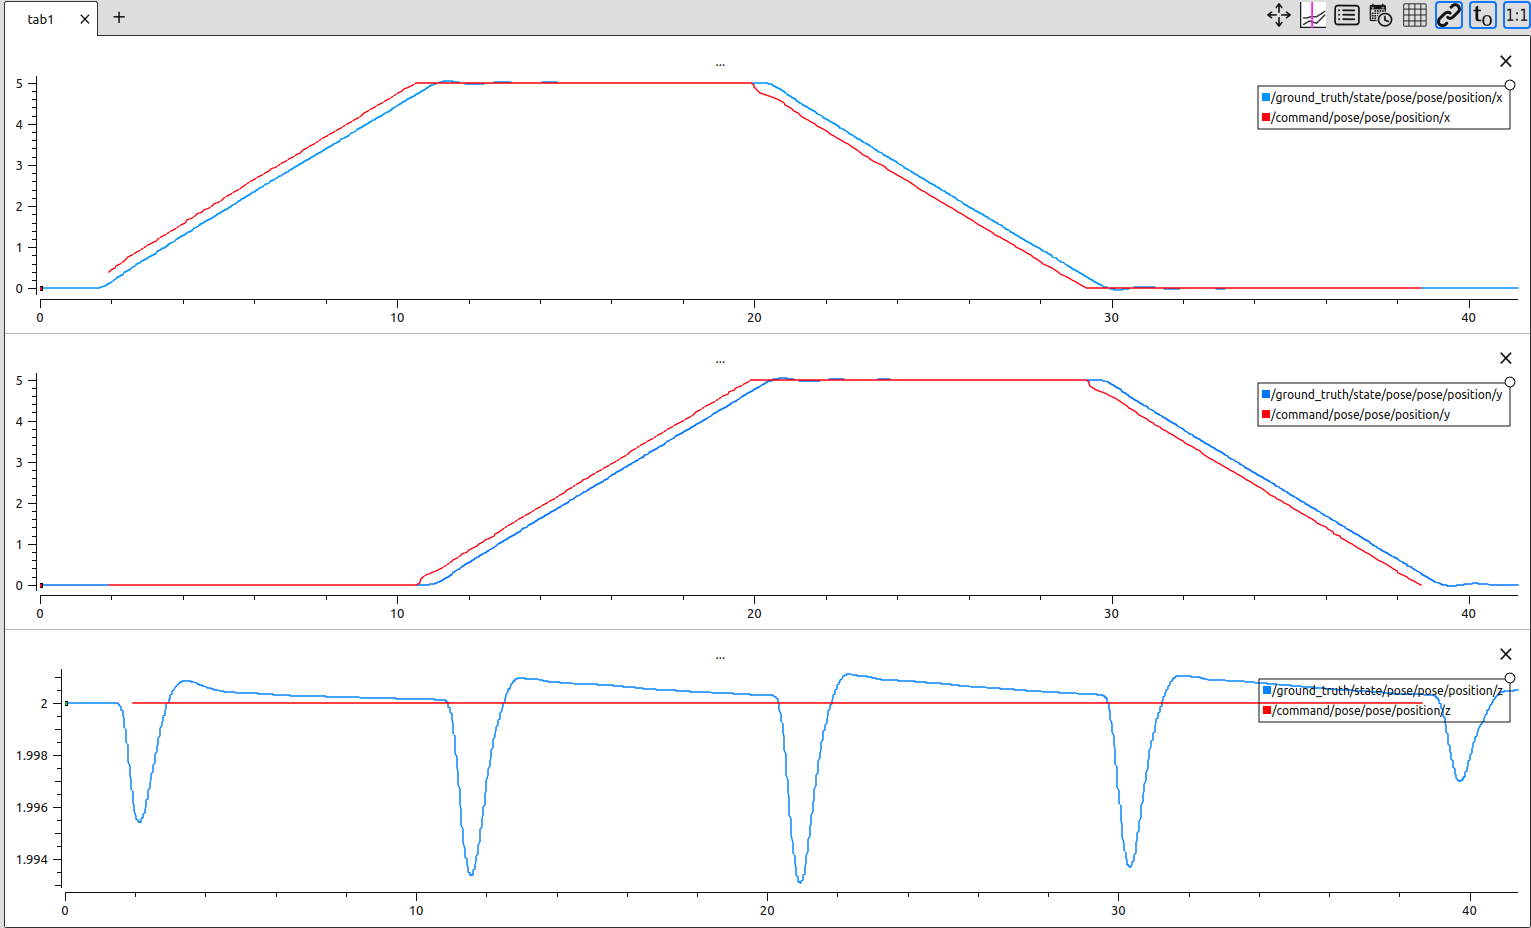 tab1
t0
1:1
...
/ground_truth/state/pose/pose/position/x
/command/pose/pose/position/x
5
4
3
2
1
0
0 10 20 30 40
...
/ground_truth/state/pose/pose/position/y
/command/pose/pose/position/y
5
4
3
2
1
0
0 10 20 30 40
...
/ground_truth/state/pose/pose/position/z
/command/pose/pose/position/z
2
1.998
1.996
1.994
0 10 20 30 40